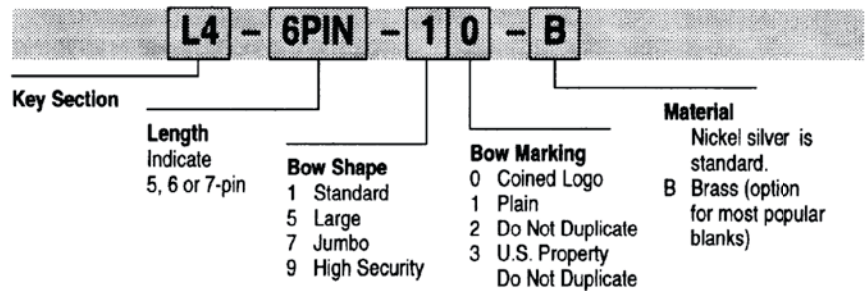 L4 – 6PIN – 1 0 – B
Key Section
Length
Indicate
5, 6 or 7-pin
Bow Shape
1 Standard
5 Large
7 Jumbo
9 High Security
Bow Marking
0 Coined Logo
1 Plain
2 Do Not Duplicate
3 U.S. Property
Do Not Duplicate
Material
Nickel silver is
standard.
B Brass (option
for most popular
blanks)